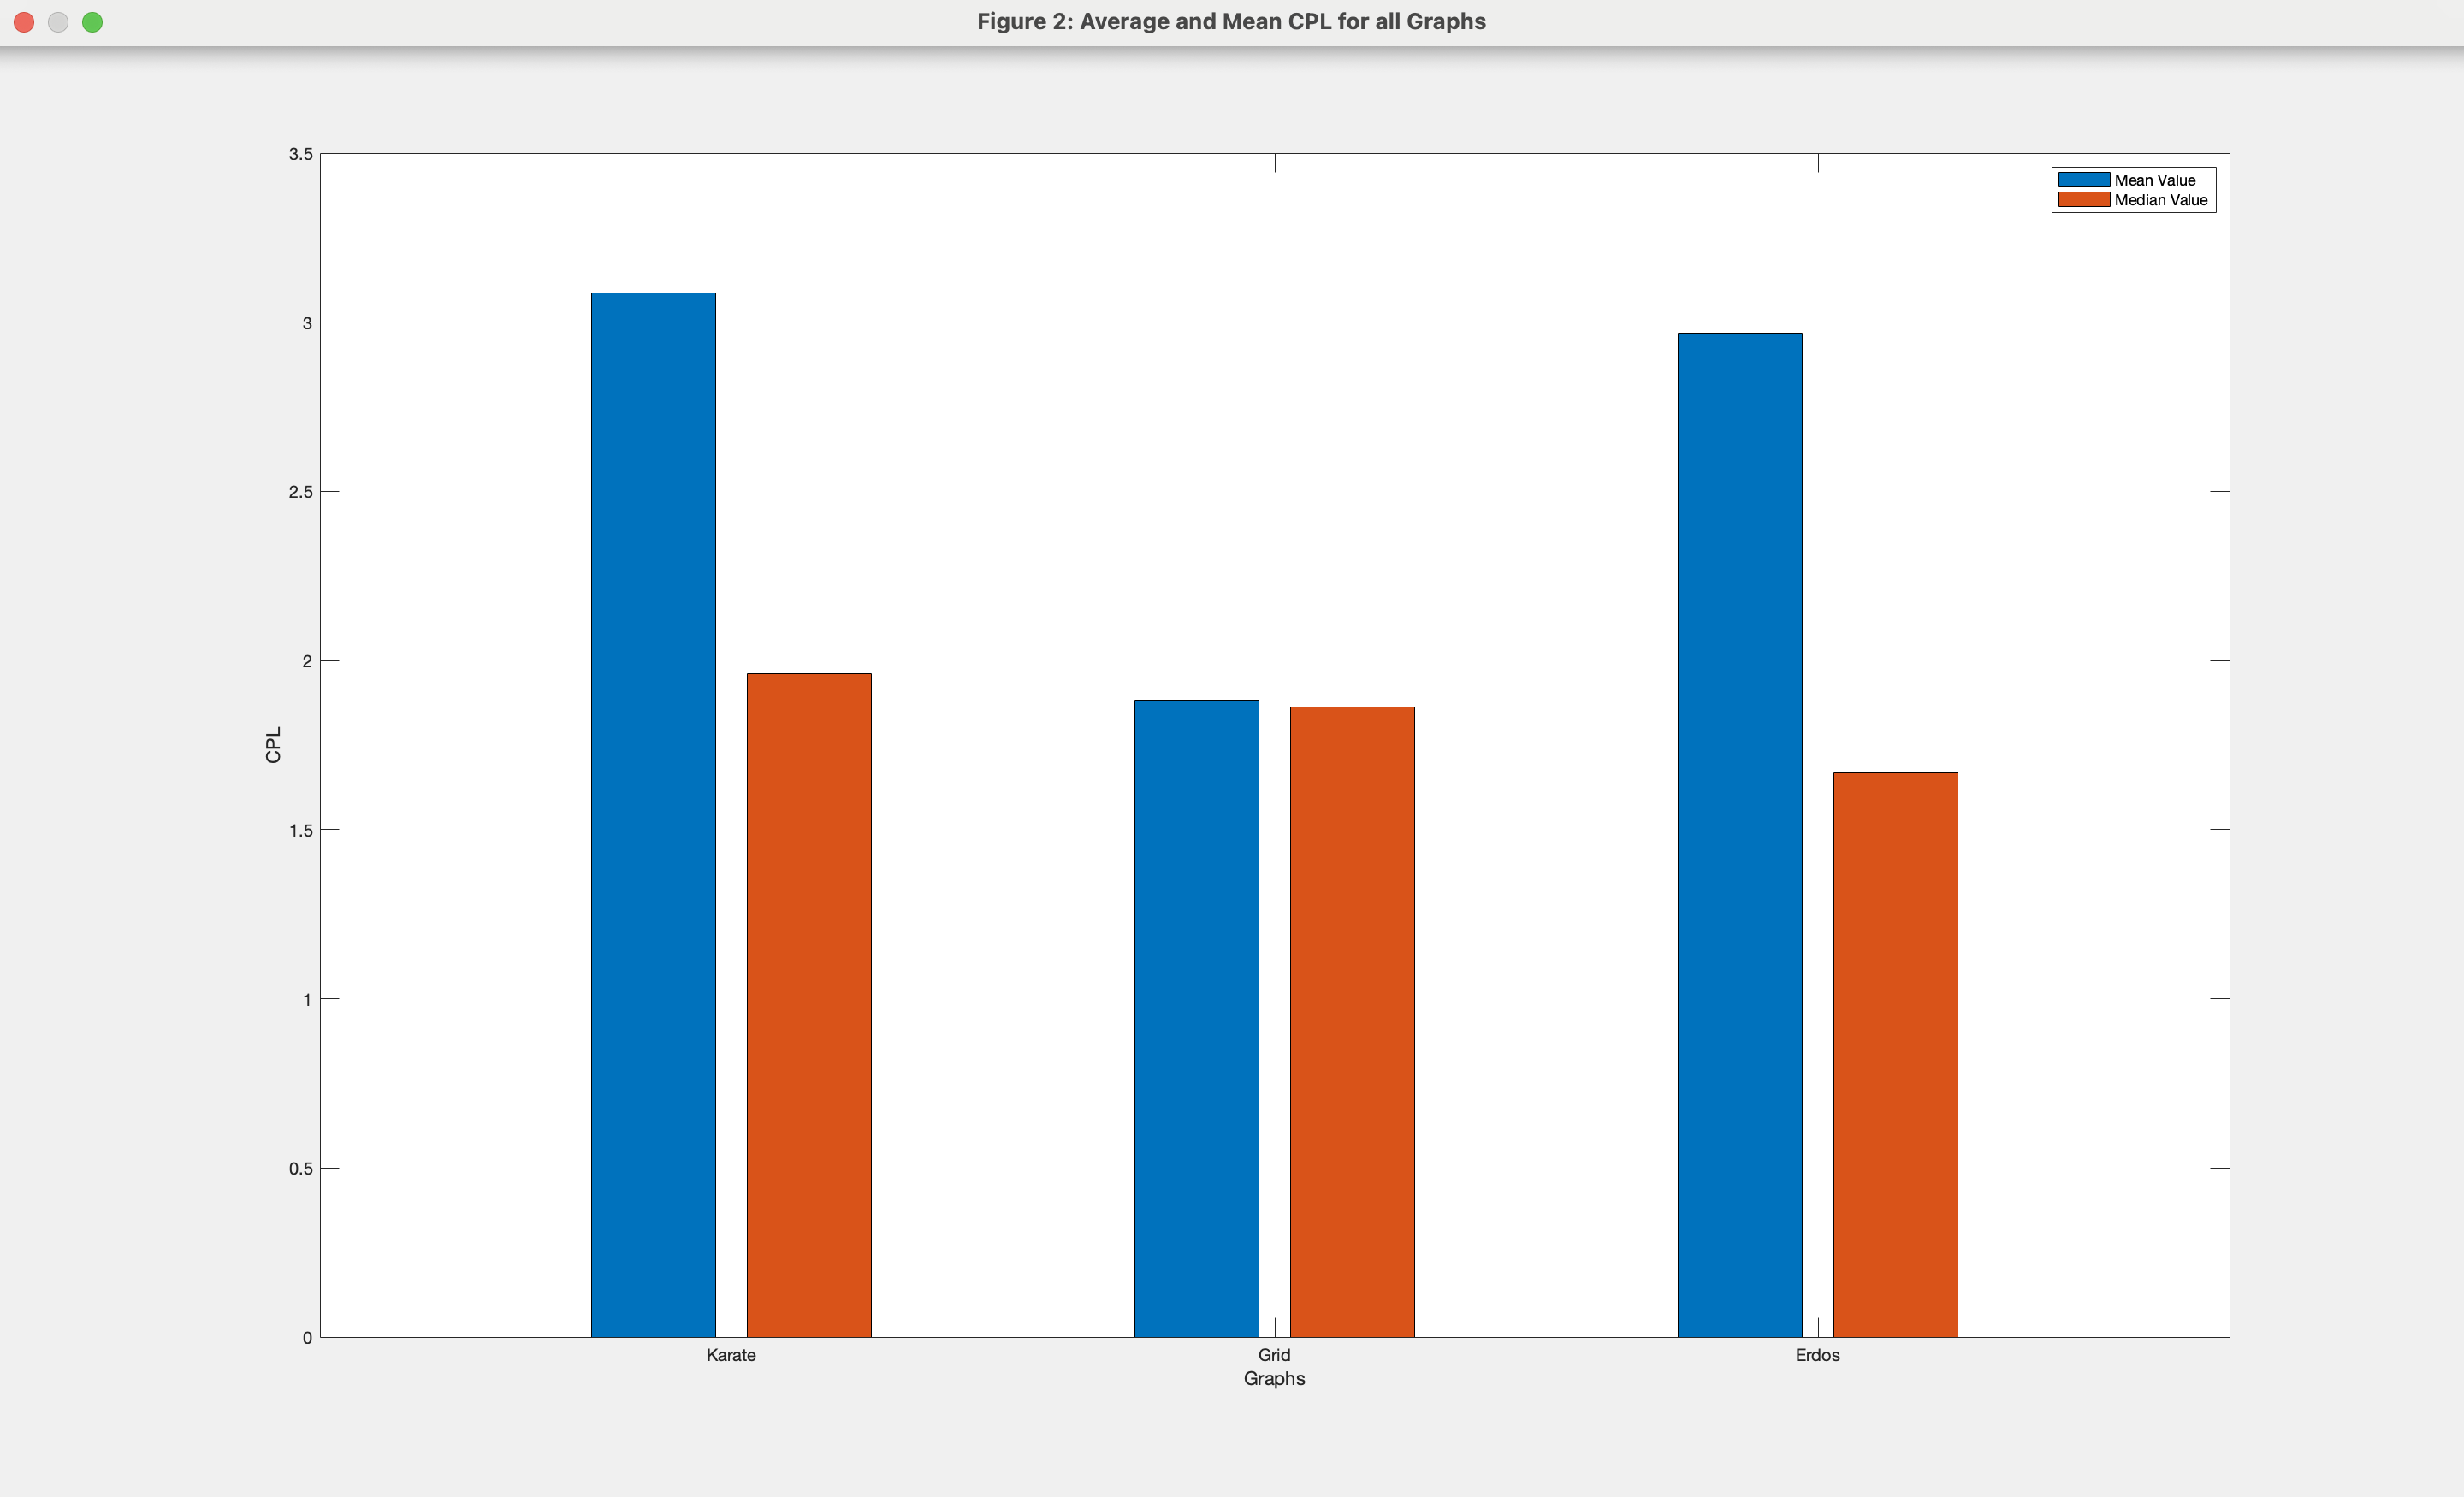 Figure 2: Average and Mean CPL for all Graphs
3.5
3
2.5
2
1.5
1
0.5
0
CPL
Mean Value
Median Value
Karate
Grid
Erdos
Graphs